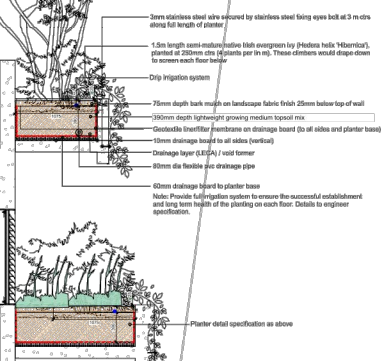 3mm stainless steel wire secured by stainless steel fixing eyes bolt at 3 m ctrs
along full length of planter
1.5m length semi-mature native Irish evergreen ivy (Hedera helix 'Hibernica'),
planted at 250mm ctrs (4 plants per lin m). These climbers would drape down
to screen each floor below
Drip irrigation system
75mm depth bark mulch on landscape fabric finish 25mm below top of wall
390mm depth lightweight growing medium topsoil mix
Geotextile liner/filter membrane on drainage board (to all sides and planter base)
10mm drainage board to all sides (vertical)
Drainage layer (LECA) / void former
80mm dia flexible pvc drainage pipe
60mm drainage board to planter base
Note: Provide full irrigation system to ensure the successful establishment
and long term health of the planting on each floor. Details to engineer
specification.
1075
Planter detail specification as above